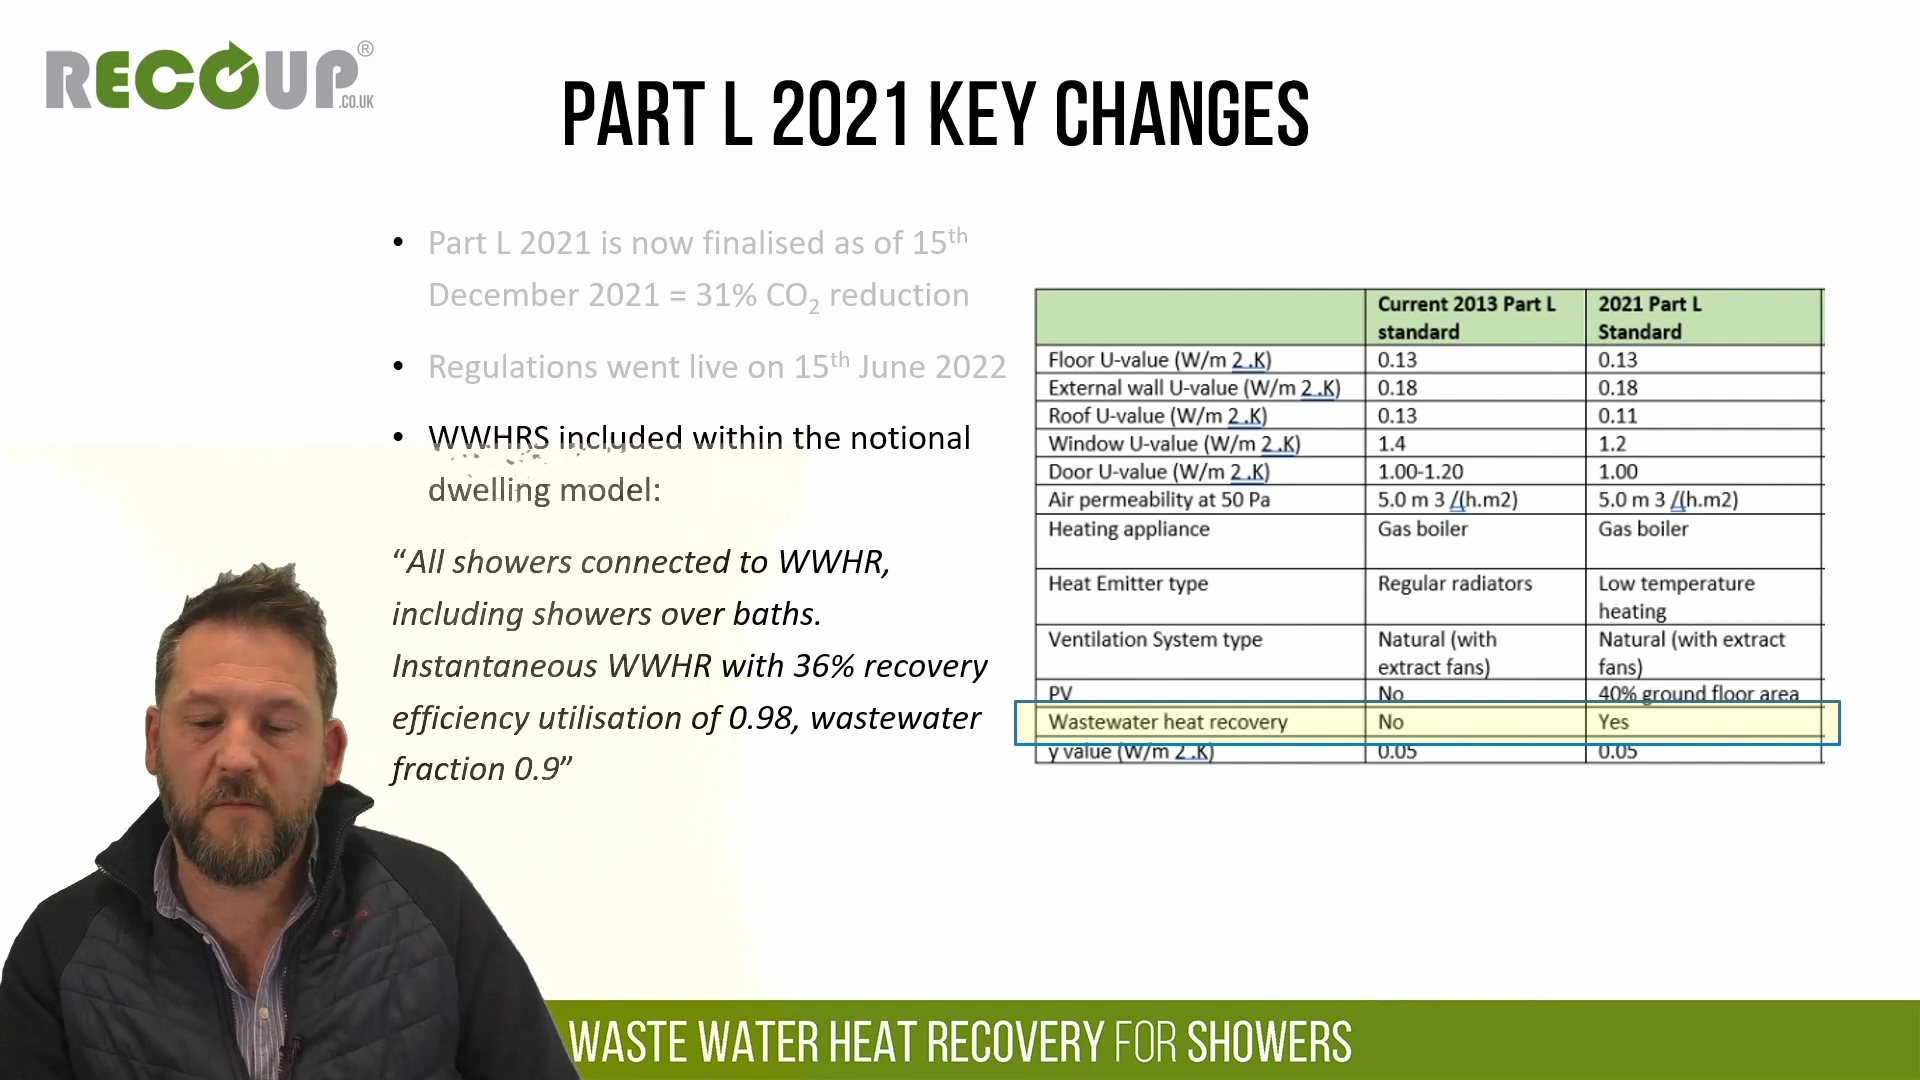 RECOUP®
.CO.UK
PART L 2021 KEY CHANGES
• Part L 2021 is now finalised as of 15th
December 2021 = 31% CO2 reduction
• Regulations went live on 15th June 2022
• WWHRS included within the notional
dwelling model:
“All showers connected to WWHR,
including showers over baths.
Instantaneous WWHR with 36% recovery
efficiency utilisation of 0.98, wastewater
fraction 0.9”
Current 2013 Part L standard 2021 Part L Standard
Floor U-value (W/m 2 .K) 0.13 0.13
External wall U-value (W/m 2 .K) 0.18 0.18
Roof U-value (W/m 2 .K) 0.13 0.11
Window U-value (W/m 2 .K) 1.4 1.2
Door U-value (W/m 2 .K) 1.00-1.20 1.00
Air permeability at 50 Pa 5.0 m 3 /(h.m2) 5.0 m 3 /(h.m2)
Heating appliance Gas boiler Gas boiler
Heat Emitter type Regular radiators Low temperature heating
Ventilation System type Natural (with extract fans) Natural (with extract fans)
PV No 40% ground floor area
Wastewater heat recovery No Yes
y value (W/m 2 .K) 0.05 0.05
WASTE WATER HEAT RECOVERY FOR SHOWERS